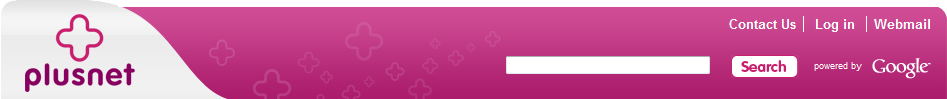 Contact Us | Log in | Webmail
plusnet
Search powered by Google